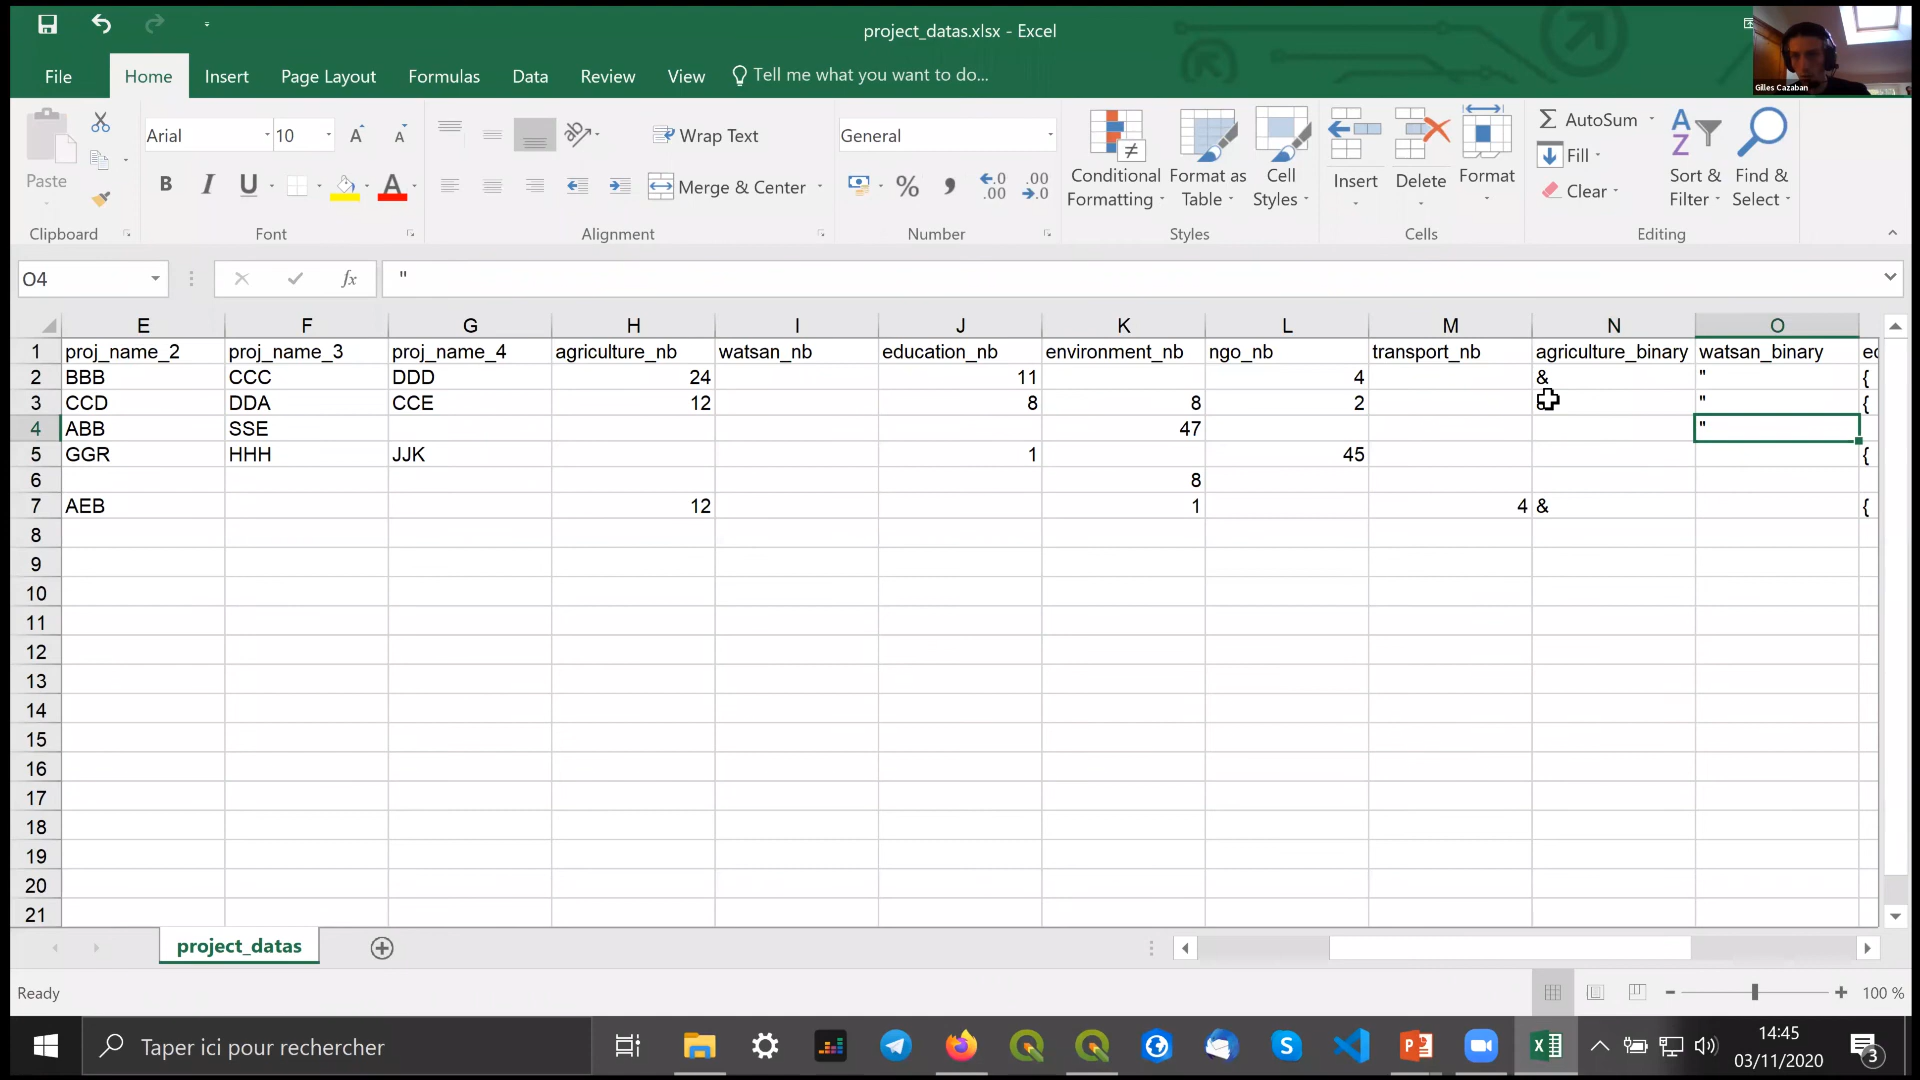 project_datas.xlsx - Excel
Gilles Cazaban
File Home Insert Page Layout Formulas Data Review View Tell me what you want to do...
Arial 10 Wrap Text General AutoSum
Fill
Paste B I U A Merge & Center % Conditional Formatting Format as Table Cell Styles Insert Delete Format Clear Sort & Filter Find & Select
Clipboard Font Alignment Number Styles Cells Editing
O4 fx "
E F G H I J K L M N O
1 proj_name_2 proj_name_3 proj_name_4 agriculture_nb watsan_nb education_nb environment_nb ngo_nb transport_nb agriculture_binary watsan_binary
2 BBB CCC DDD 24 11 4 & " {
3 CCD DDA CCE 12 8 8 2 " {
4 ABB SSE 47 "
5 GGR HHH JJK 1 45 {
6 8
7 AEB 12 1 4 & {
8
9
10
11
12
13
14
15
16
17
18
19
20
21
project_datas
Ready 100 %
Taper ici pour rechercher
14:45
03/11/2020
3